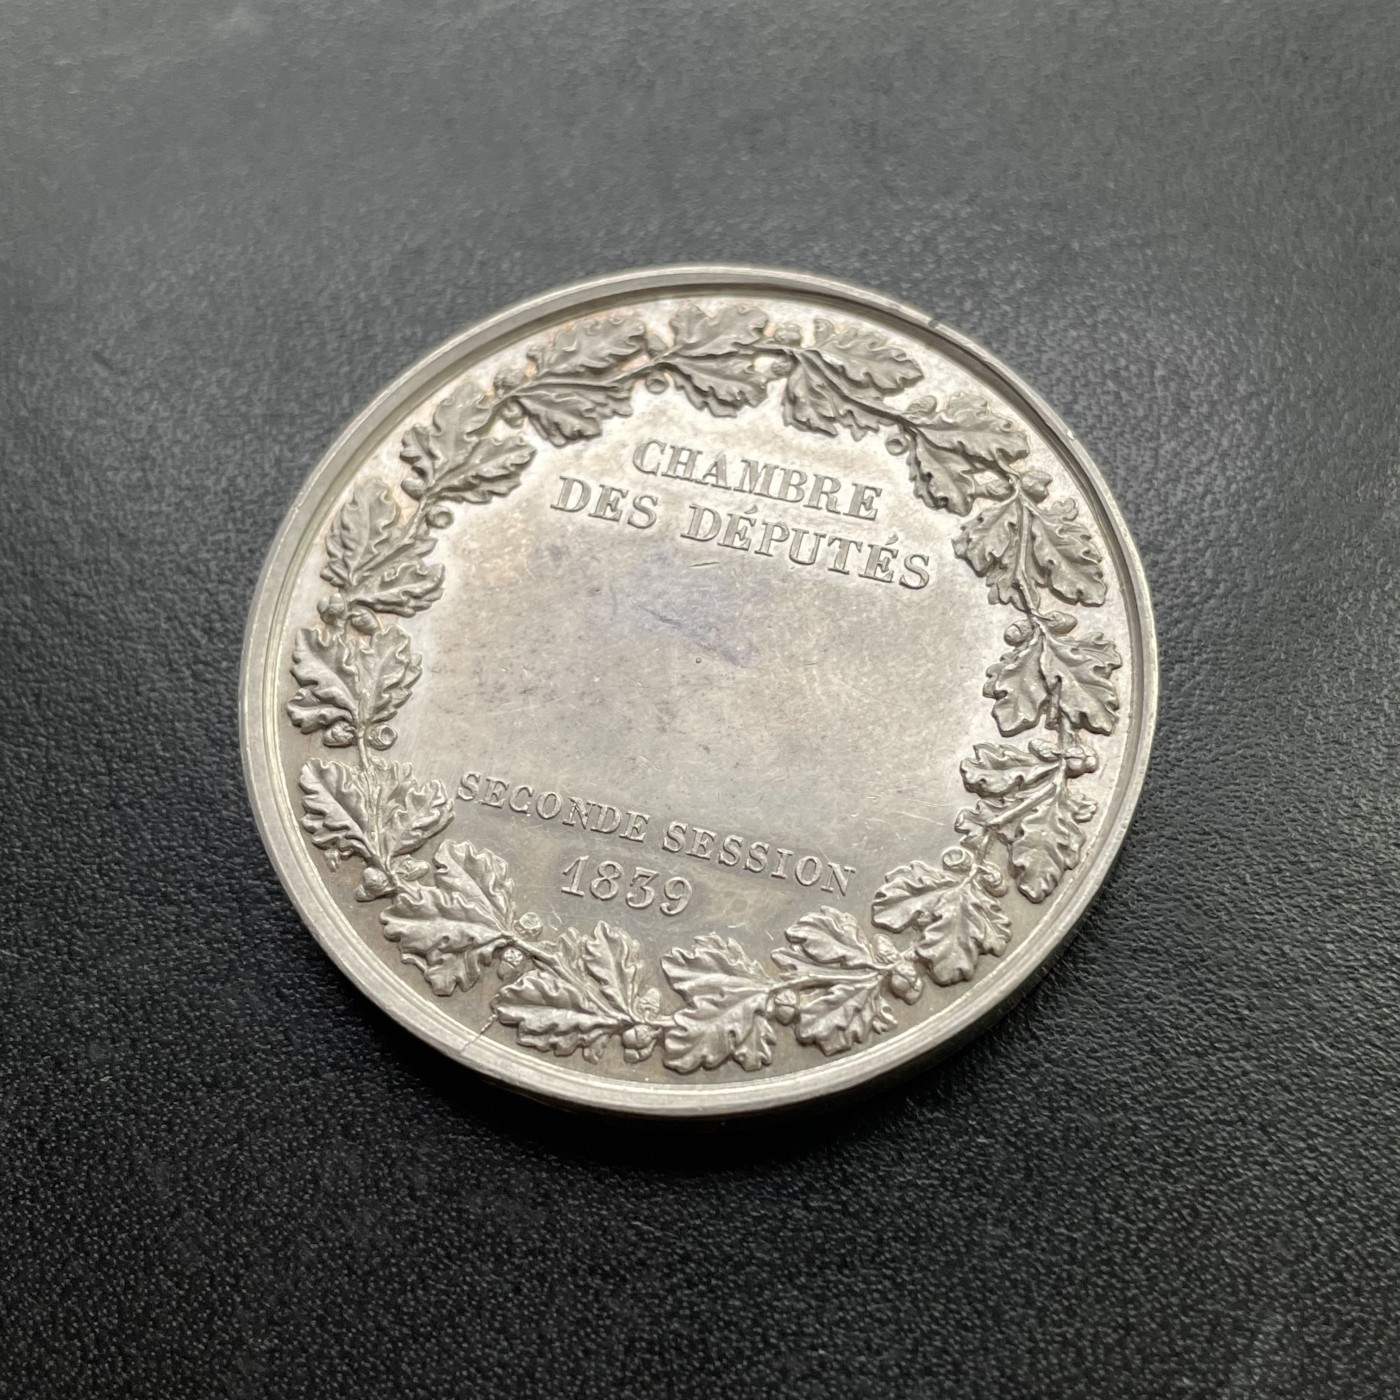 CHAMBRE
DES DÉPUTÉS
SECONDE SESSION
1839